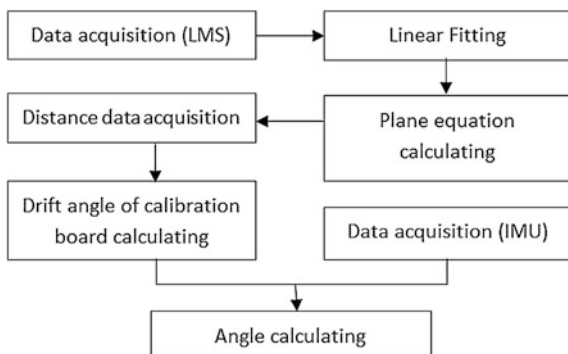 Data acquisition (LMS)
Linear Fitting
Distance data acquisition
Plane equation
calculating
Drift angle of calibration
board calculating
Data acquisition (IMU)
Angle calculating